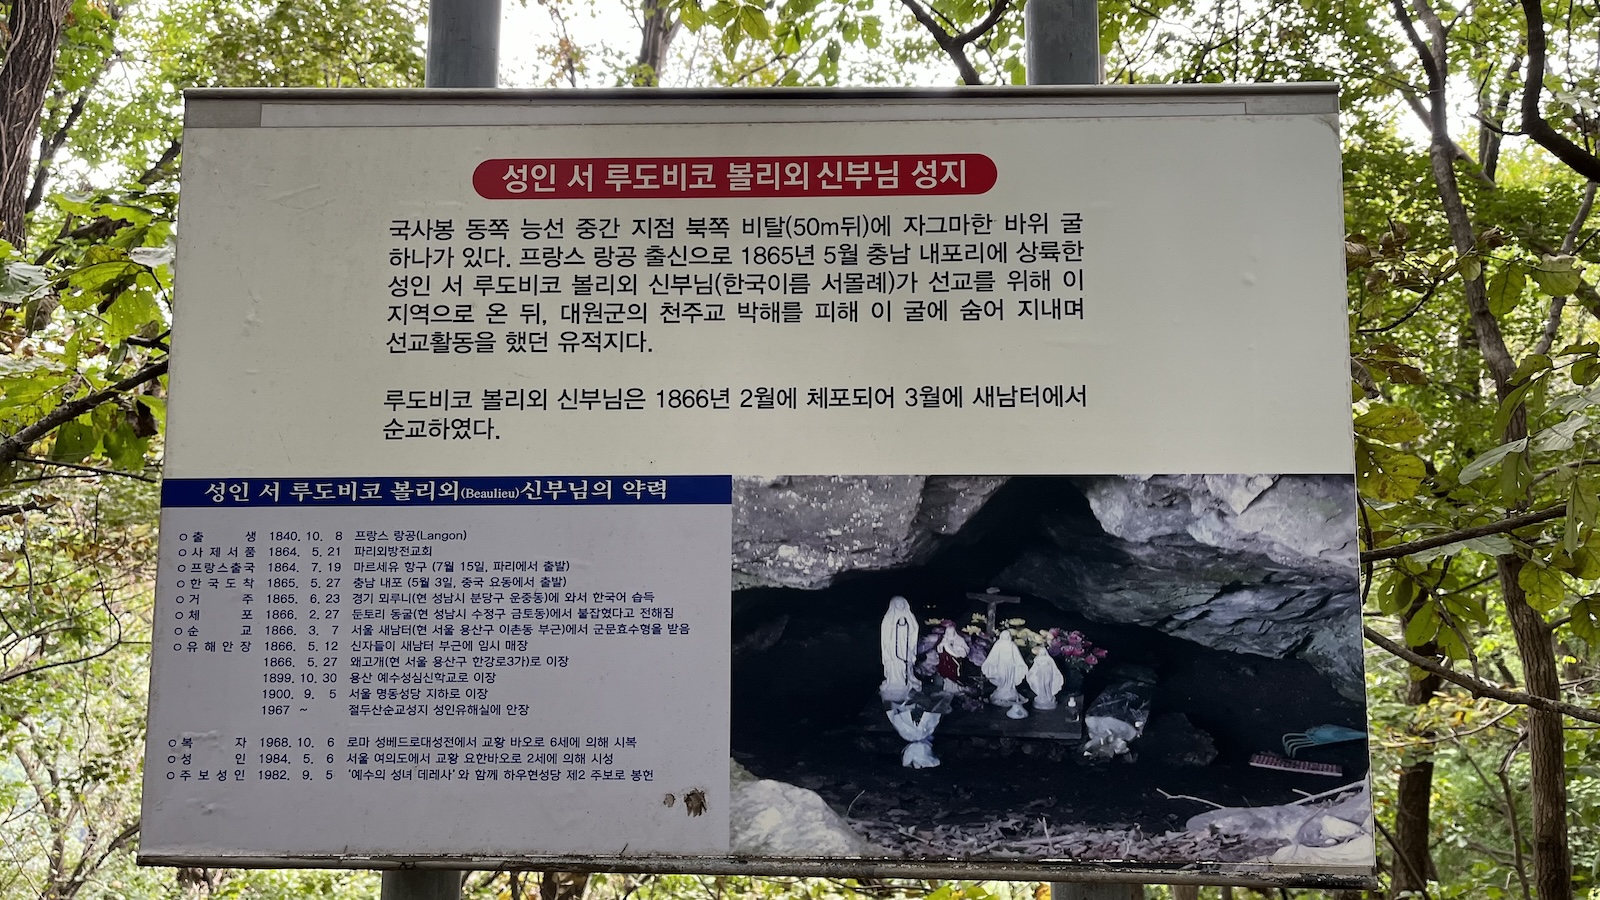 성인 서 루도비코 볼리외 신부님 성지
국사봉 동쪽 능선 중간 지점 북쪽 비탈(50m뒤)에 자그마한 바위 굴
하나가 있다. 프랑스 랑공 출신으로 1865년 5월 충남 내포리에 상륙한
성인 서 루도비코 볼리외 신부님(한국이름 서몰례)가 선교를 위해 이
지역으로 온 뒤, 대원군의 천주교 박해를 피해 이 굴에 숨어 지내며
선교활동을 했던 유적지다.
루도비코 볼리외 신부님은 1866년 2월에 체포되어 3월에 새남터에서
순교하였다.
성인 서 루도비코 볼리외(Beaulieu)신부님의 약력
ㅇ출 생 1840. 10. 8 프랑스 랑공(Langon)
ㅇ사제서품 1864. 5. 21 파리외방전교회
ㅇ프랑스출국 1864. 7. 19 마르세유 항구 (7월 15일, 파리에서 출발)
ㅇ한국도착 1865. 5. 27 충남 내포 (5월 3일, 중국 요동에서 출발)
ㅇ거 주 1865. 6. 23 경기 뫼루니(현 성남시 분당구 운중동)에 와서 한국어 습득
ㅇ체 포 1866. 2. 27 둔토리 동굴(현 성남시 수정구 금토동)에서 붙잡혔다고 전해짐
ㅇ순 교 1866. 3. 7 서울 새남터(현 서울 용산구 이촌동 부근)에서 군문효수형을 받음
ㅇ유해안장 1866. 5. 12 신자들이 새남터 부근에 임시 매장
1866. 5. 27 왜고개(현 서울 용산구 한강로3가)로 이장
1899. 10. 30 용산 예수성심신학교로 이장
1900. 9. 5 서울 명동성당 지하로 이장
1967 ~ 절두산순교성지 성인유해실에 안장
ㅇ복 자 1968. 10. 6 로마 성베드로대성전에서 교황 바오로 6세에 의해 시복
ㅇ성 인 1984. 5. 6 서울 여의도에서 교황 요한바오로 2세에 의해 시성
ㅇ주보성인 1982. 9. 5 '예수의 성녀 데레사'와 함께 하우현성당 제2 주보로 봉헌